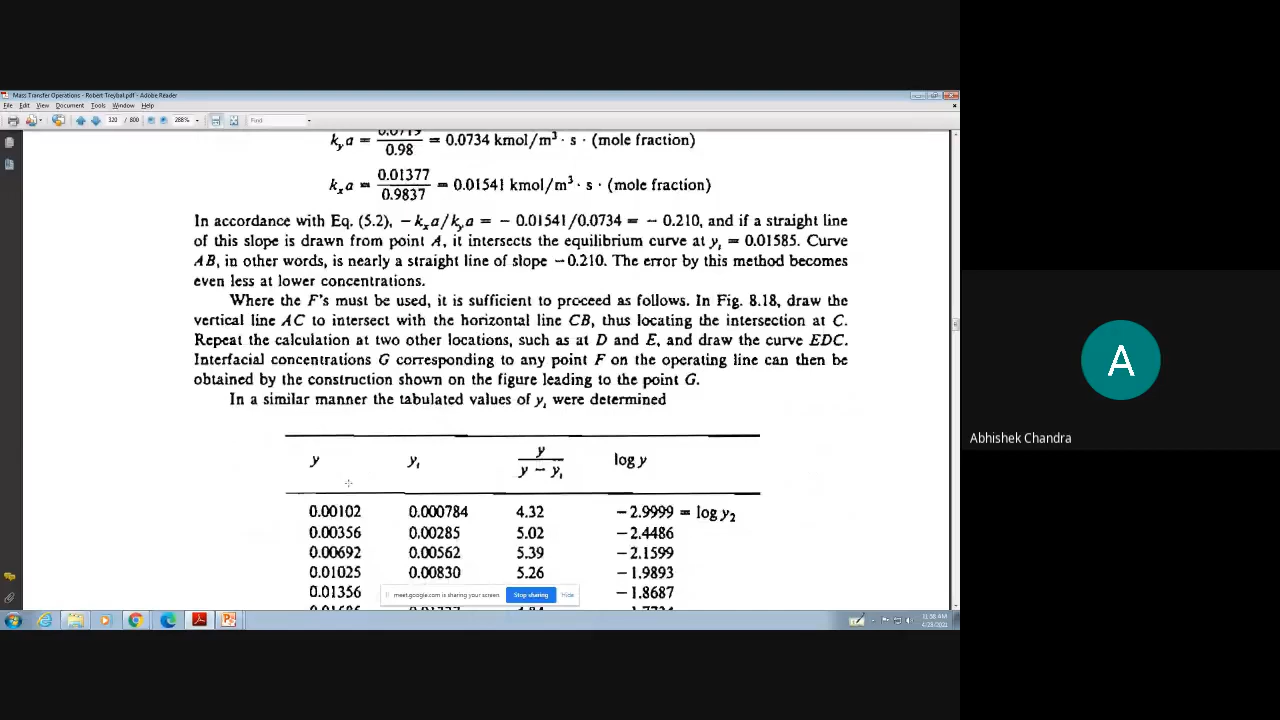 Mass Transfer Operations - Robert Treybal.pdf - Adobe Reader
File Edit View Document Tools Window Help
320 / 800 288% Find
k_y a = 0.0719/0.98 = 0.0734 kmol/m³ · s · (mole fraction)
k_x a = 0.01377/0.9837 = 0.01541 kmol/m³ · s · (mole fraction)
In accordance with Eq. (5.2), −k_x a/k_y a = − 0.01541/0.0734 = − 0.210, and if a straight line
of this slope is drawn from point A, it intersects the equilibrium curve at y_i = 0.01585. Curve
AB, in other words, is nearly a straight line of slope −0.210. The error by this method becomes
even less at lower concentrations.
Where the F's must be used, it is sufficient to proceed as follows. In Fig. 8.18, draw the
vertical line AC to intersect with the horizontal line CB, thus locating the intersection at C.
Repeat the calculation at two other locations, such as at D and E, and draw the curve EDC.
Interfacial concentrations G corresponding to any point F on the operating line can then be
obtained by the construction shown on the figure leading to the point G.
In a similar manner the tabulated values of y_i were determined
y y_i y/(y − y_i) log y
0.00102 0.000784 4.32 −2.9999 = log y₂
0.00356 0.00285 5.02 −2.4486
0.00692 0.00562 5.39 −2.1599
0.01025 0.00830 5.26 −1.9893
0.01356 −1.8687
meet.google.com is sharing your screen Stop sharing Hide
11:58 AM
A
Abhishek Chandra